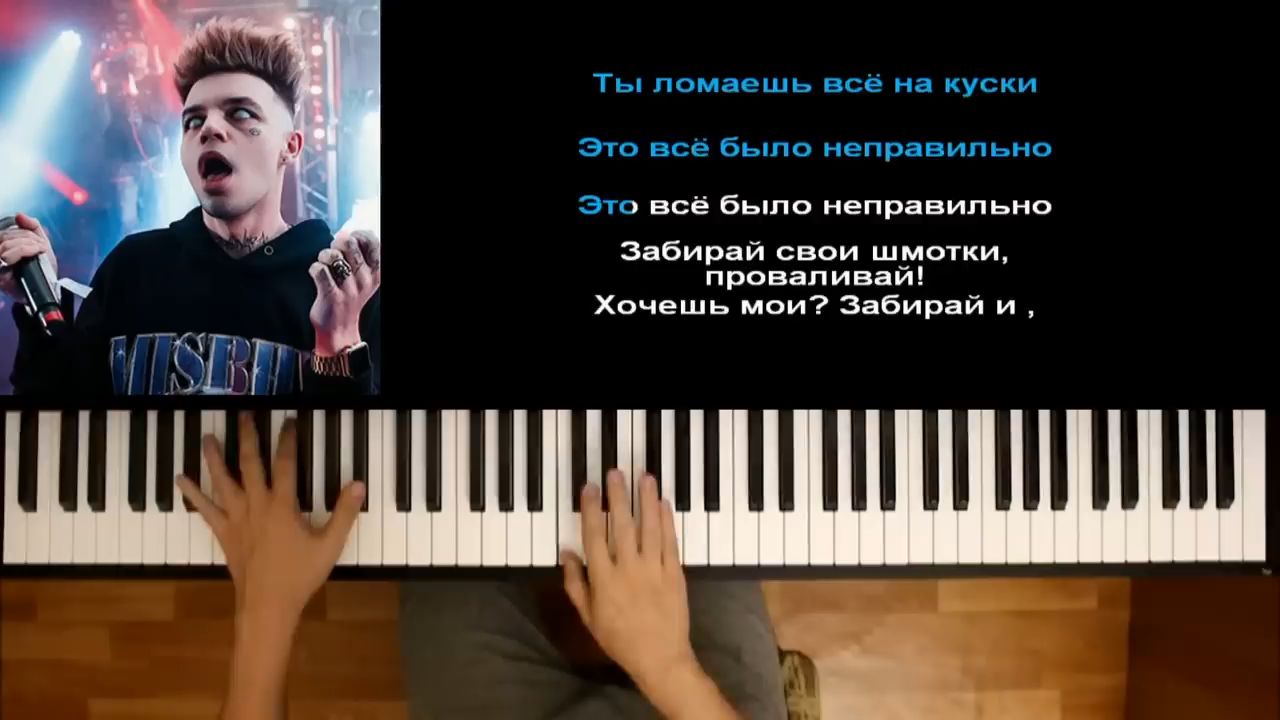 Ты ломаешь всё на куски
Это всё было неправильно
Это всё было неправильно
Забирай свои шмотки,
проваливай!
Хочешь мои? Забирай и ,